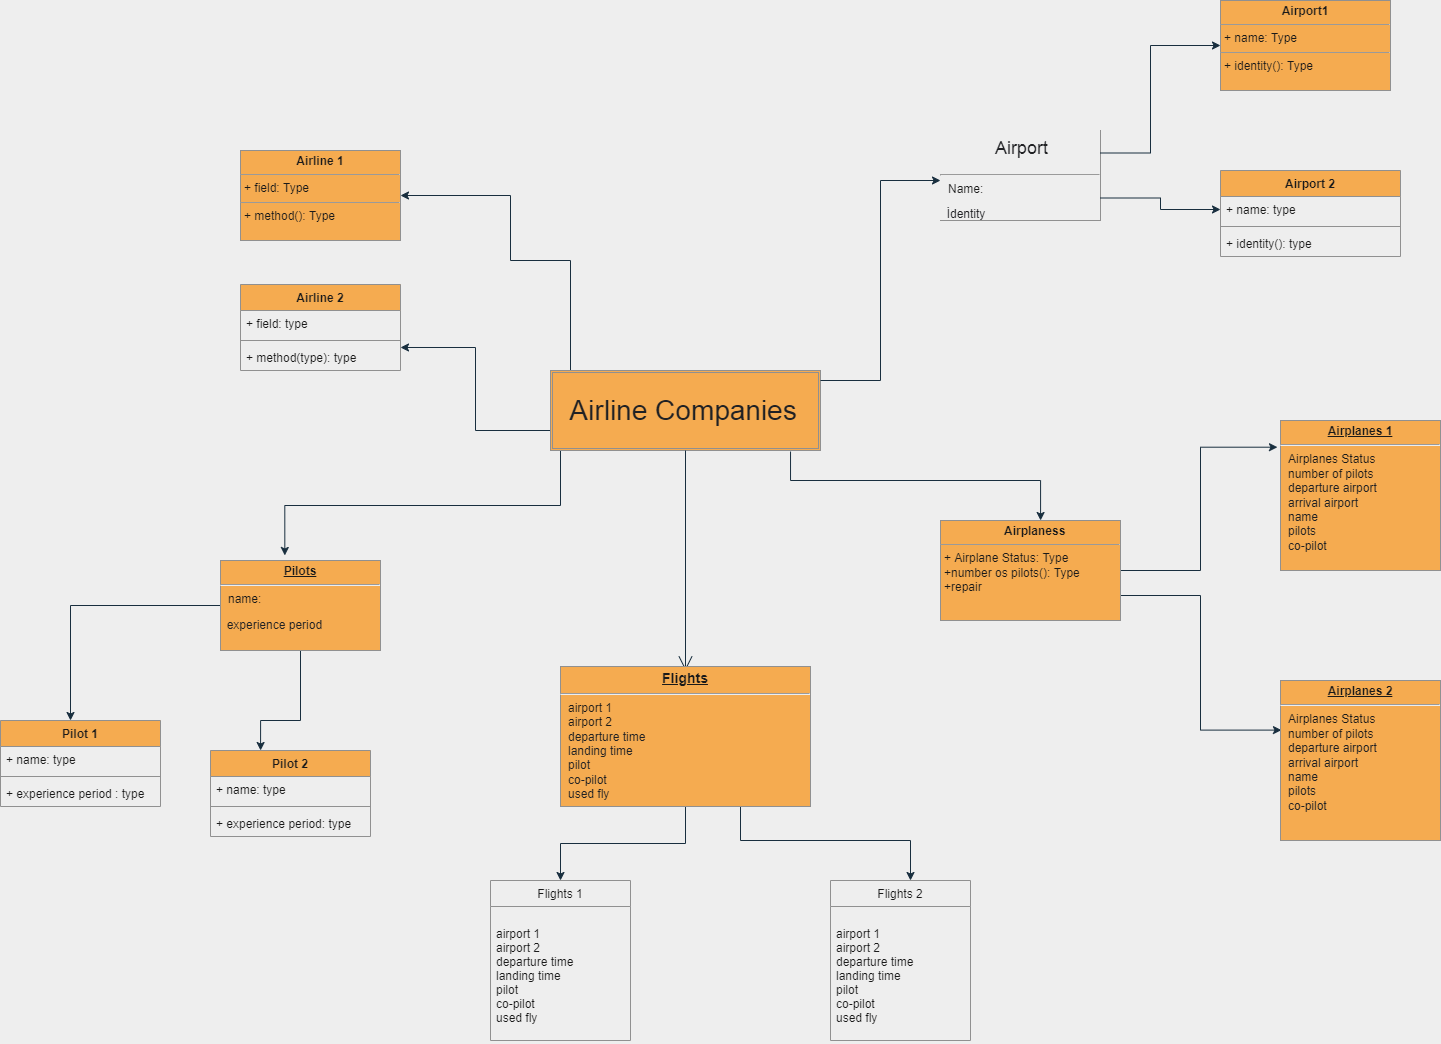 Airport1
+ name: Type
+ identity(): Type
Airport
Name:
İdentity
Airport 2
+ name: type
+ identity(): type
Airline 1
+ field: Type
+ method(): Type
Airline 2
+ field: type
+ method(type): type
Airline Companies
Airplanes 1
Airplanes Status
number of pilots
departure airport
arrival airport
name
pilots
co-pilot
Airplaness
+ Airplane Status: Type
+number os pilots(): Type
+repair
Pilots
name:
experience period
Flights
airport 1
airport 2
departure time
landing time
pilot
co-pilot
used fly
Airplanes 2
Airplanes Status
number of pilots
departure airport
arrival airport
name
pilots
co-pilot
Pilot 1
+ name: type
+ experience period : type
Pilot 2
+ name: type
+ experience period: type
Flights 1
airport 1
airport 2
departure time
landing time
pilot
co-pilot
used fly
Flights 2
airport 1
airport 2
departure time
landing time
pilot
co-pilot
used fly